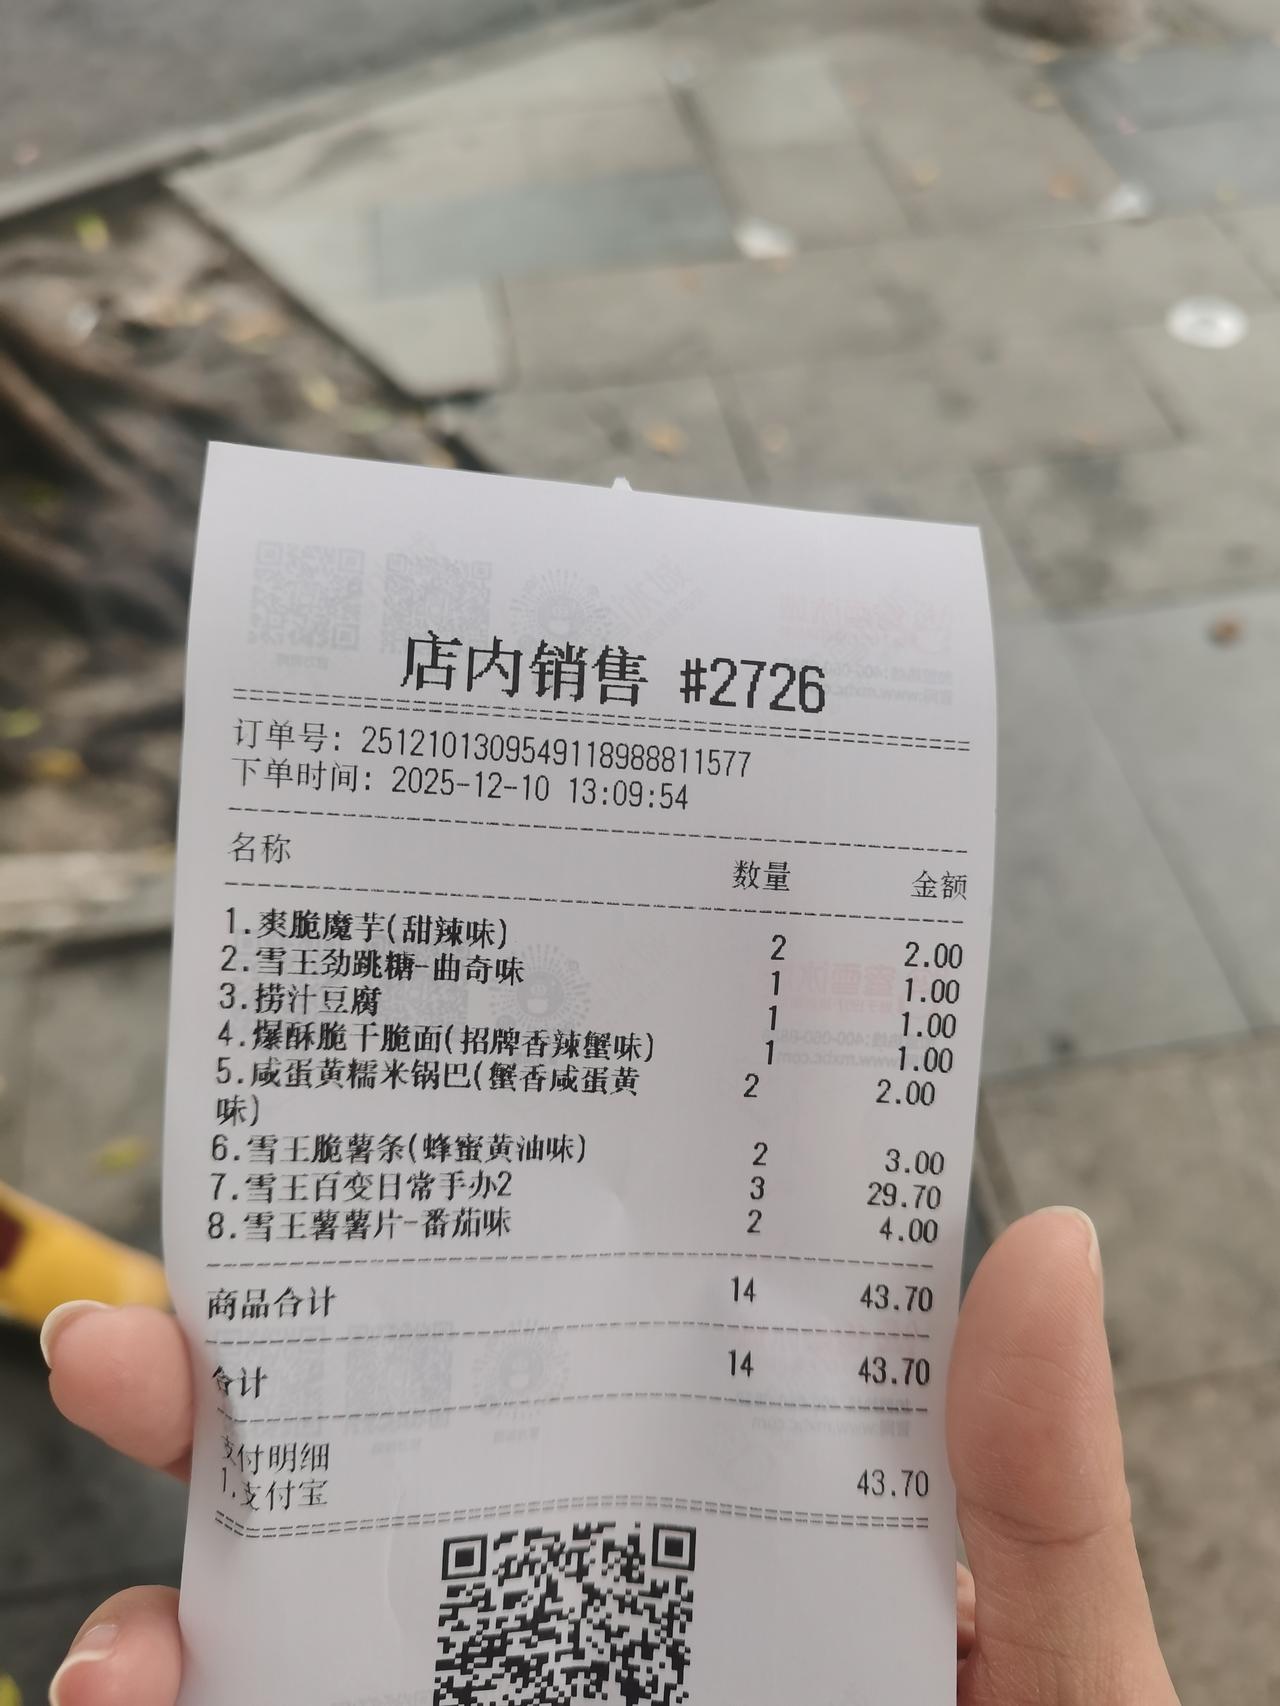 店内销售 #2726
订单号: 2512101309549118988811577
下单时间: 2025-12-10 13:09:54
名称 数量 金额
1.爽脆魔芋(甜辣味) 2 2.00
2.雪王劲跳糖-曲奇味 1 1.00
3.捞汁豆腐 1 1.00
4.爆酥脆干脆面(招牌香辣蟹味) 1 1.00
5.咸蛋黄糯米锅巴(蟹香咸蛋黄 2 2.00
味)
6.雪王脆薯条(蜂蜜黄油味) 2 3.00
7.雪王百变日常手办2 3 29.70
8.雪王薯薯片-番茄味 2 4.00
商品合计 14 43.70
合计 14 43.70
支付明细
1.支付宝 43.70